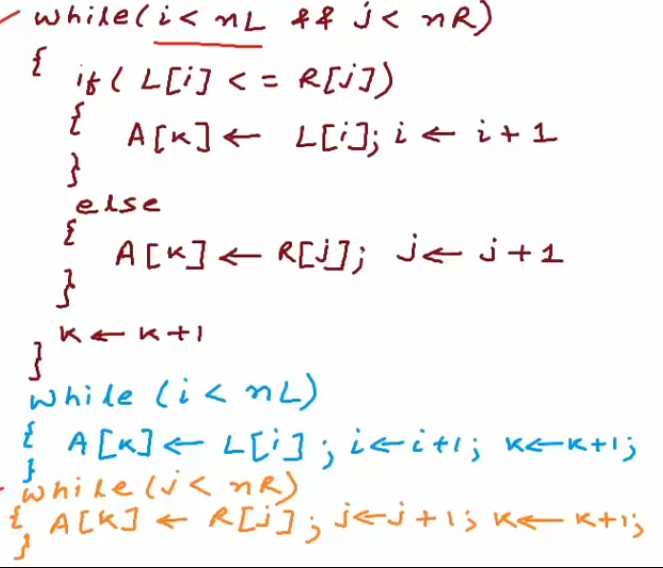 while(i< nL && j< nR)
{
if( L[i] <= R[j])
{
A[k]← L[i]; i ← i+1
}
else
{
A[k]← R[j]; j← j+1
}
k← k+1
}
while (i< nL)
{ A[k]← L[i]; i←i+1; k←k+1;
}
while(j< nR)
{ A[k] ← R[j]; j←j+1; k← k+1;
}